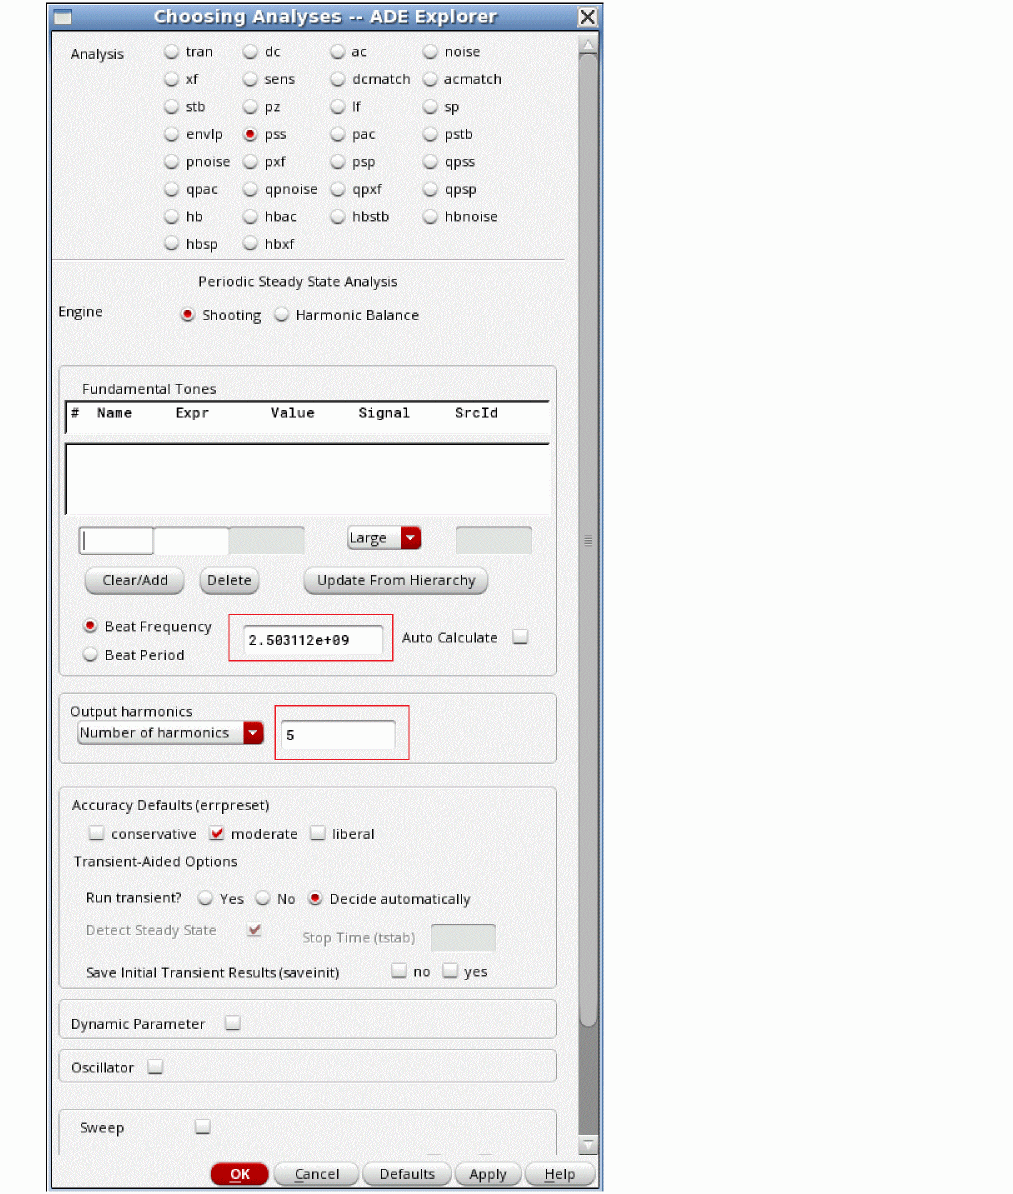 Choosing Analyses -- ADE Explorer
Analysis tran dc ac noise
xf sens dcmatch acmatch
stb pz lf sp
envlp pss pac pstb
pnoise pxf psp qpss
qpac qpnoise qpxf qpsp
hb hbac hbstb hbnoise
hbsp hbxf
Periodic Steady State Analysis
Engine Shooting Harmonic Balance
Fundamental Tones
# Name Expr Value Signal SrcId
Large
Clear/Add Delete Update From Hierarchy
Beat Frequency 2.503112e+09 Auto Calculate
Beat Period
Output harmonics
Number of harmonics 5
Accuracy Defaults (errpreset)
conservative moderate liberal
Transient-Aided Options
Run transient? Yes No Decide automatically
Detect Steady State Stop Time (tstab)
Save Initial Transient Results (saveinit) no yes
Dynamic Parameter
Oscillator
Sweep
OK Cancel Defaults Apply Help